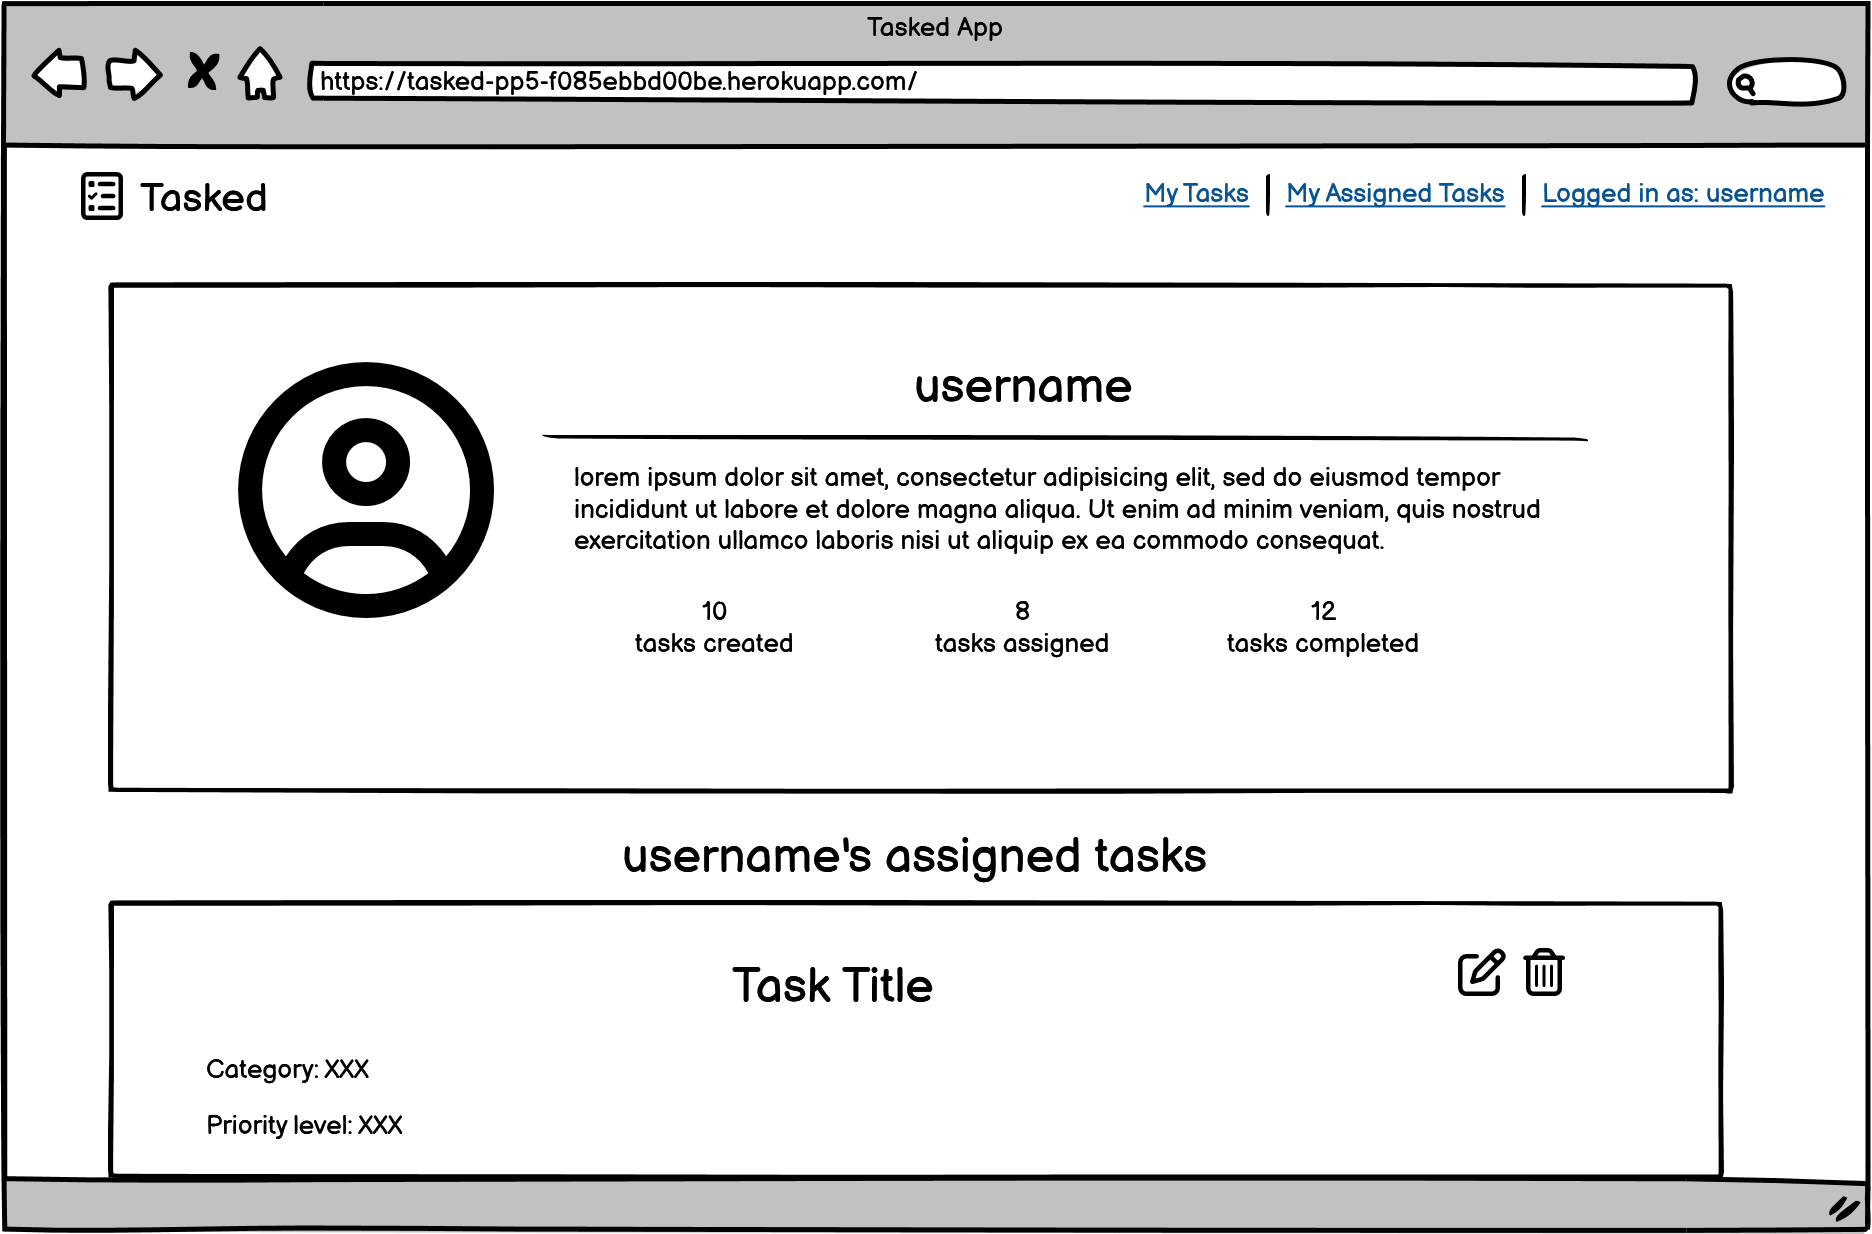 Tasked App
https://tasked-pp5-f085ebbd00be.herokuapp.com/
Tasked
My Tasks
My Assigned Tasks
Logged in as: username
username
lorem ipsum dolor sit amet, consectetur adipisicing elit, sed do eiusmod tempor
incididunt ut labore et dolore magna aliqua. Ut enim ad minim veniam, quis nostrud
exercitation ullamco laboris nisi ut aliquip ex ea commodo consequat.
10
tasks created
8
tasks assigned
12
tasks completed
username's assigned tasks
Task Title
Category: XXX
Priority level: XXX